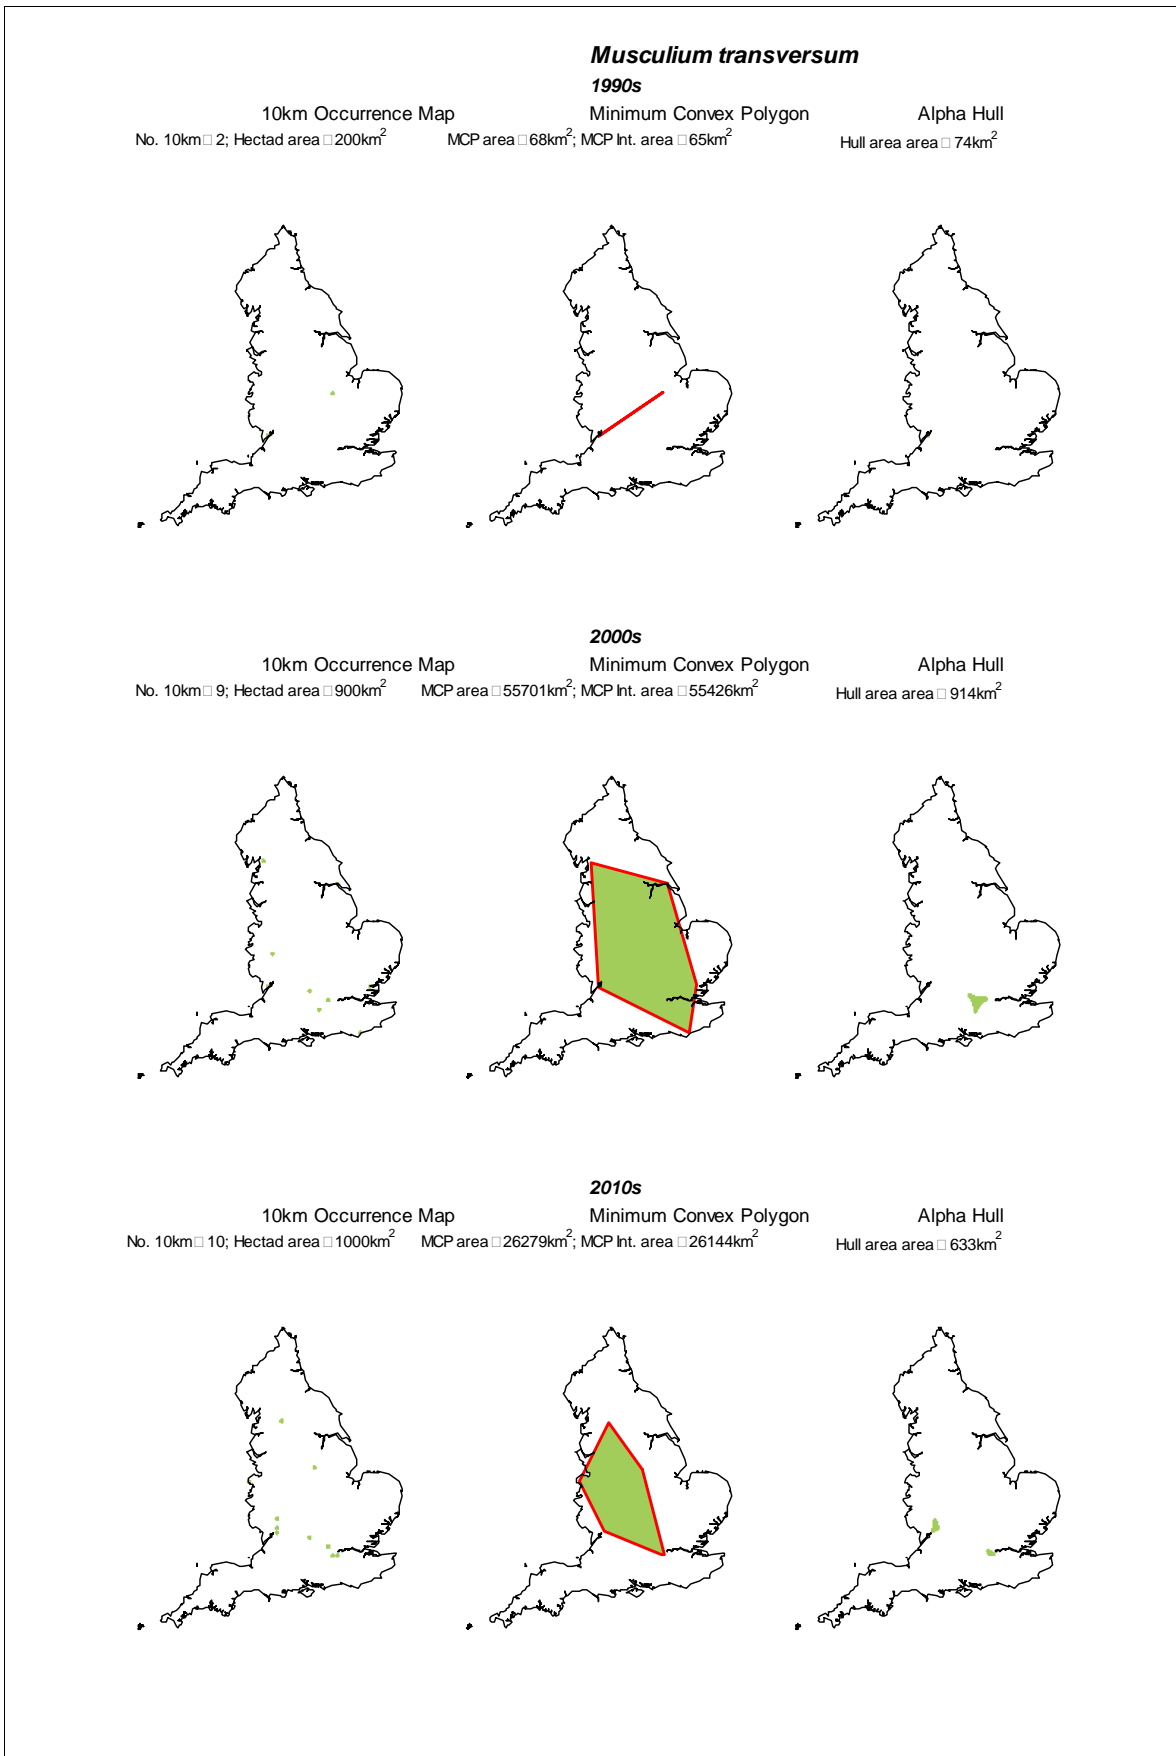 Musculium transversum
1990s
10km Occurrence Map Minimum Convex Polygon Alpha Hull
No. 10km□2; Hectad area□200km² MCP area□68km²; MCP Int. area□65km² Hull area area□74km²
2000s
10km Occurrence Map Minimum Convex Polygon Alpha Hull
No. 10km□9; Hectad area□900km² MCP area□55701km²; MCP Int. area□55426km² Hull area area□914km²
2010s
10km Occurrence Map Minimum Convex Polygon Alpha Hull
No. 10km□10; Hectad area□1000km² MCP area□26279km²; MCP Int. area□26144km² Hull area area□633km²